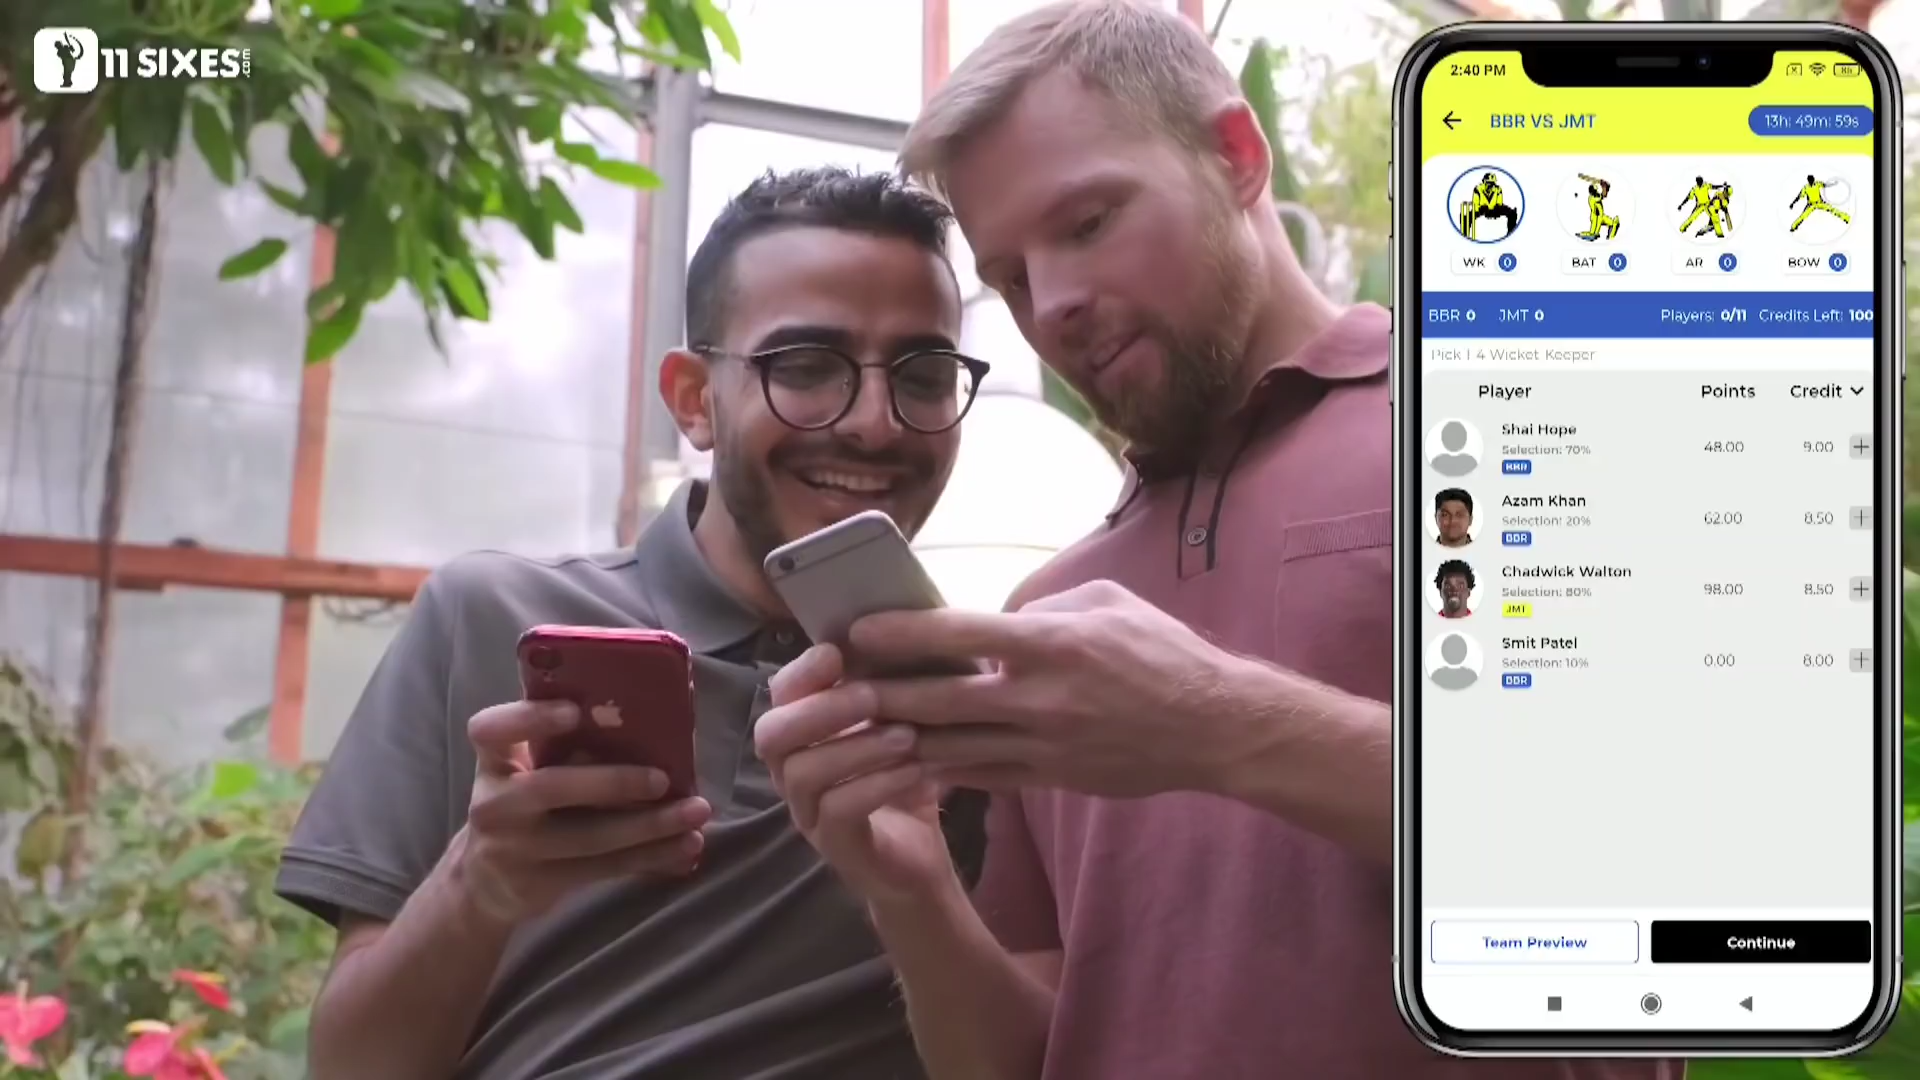 11 SIXES.com
2:40 PM
BBR VS JMT
13h: 49m: 59s
WK 0
BAT 0
AR 0
BOW 0
BBR 0 JMT 0 Players: 0/11 Credits Left: 100
Pick 1 4 Wicket Keeper
Player Points Credit
Shai Hope
Selection: 70%
BBR
48.00 9.00 +
Azam Khan
Selection: 20%
BBR
62.00 8.50 +
Chadwick Walton
Selection: 80%
JMT
98.00 8.50 +
Smit Patel
Selection: 10%
BBR
0.00 8.00 +
Team Preview
Continue